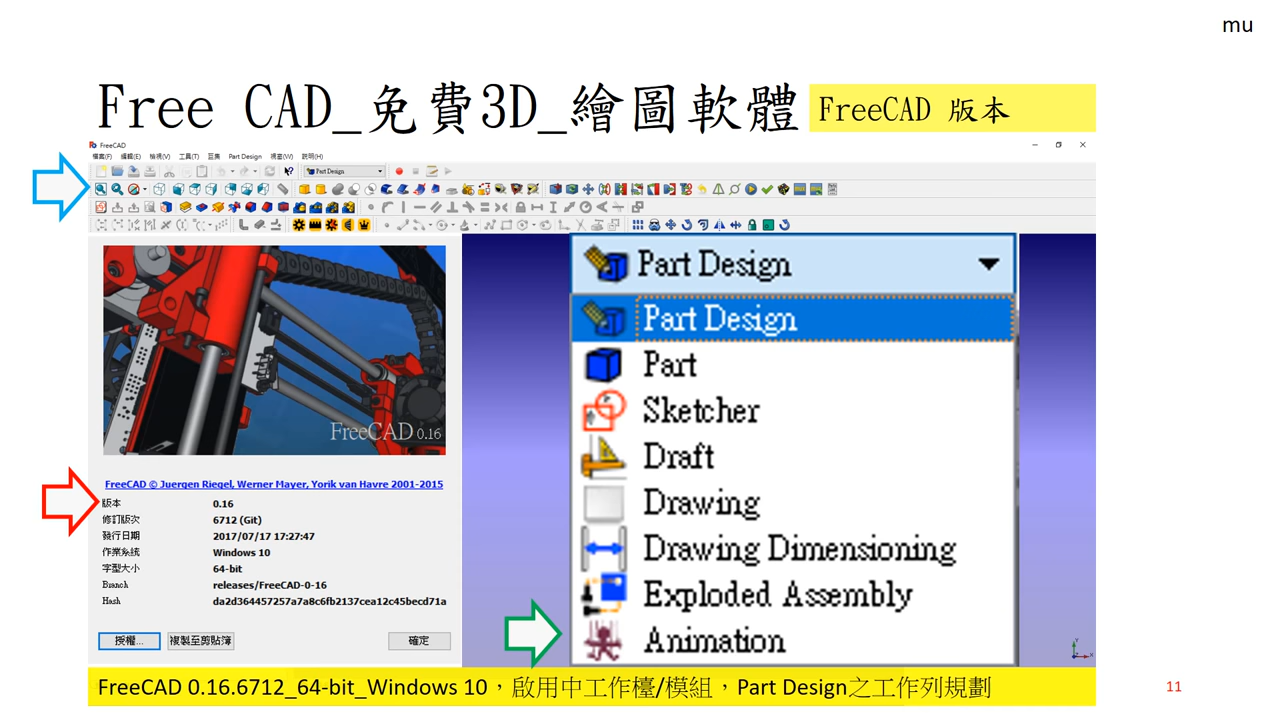 mu
Free CAD_免費3D_繪圖軟體
FreeCAD 版本
FreeCAD
檔案(F) 編輯(E) 檢視(V) 工具(T) 巨集 Part Design 視窗(W) 說明(H)
Part Design
Part Design
Part Design
Part
Sketcher
Draft
Drawing
Drawing Dimensioning
Exploded Assembly
Animation
FreeCAD 0.16
FreeCAD © Juergen Riegel, Werner Mayer, Yorik van Havre 2001-2015
版本 0.16
修訂版次 6712 (Git)
發行日期 2017/07/17 17:27:47
作業系統 Windows 10
字型大小 64-bit
Branch releases/FreeCAD-0-16
Hash da2d364457257a7a8c6fb2137cea12c45becd71a
授權... 複製至剪貼簿 確定
FreeCAD 0.16.6712_64-bit_Windows 10，啟用中工作檯/模組，Part Design之工作列規劃
11